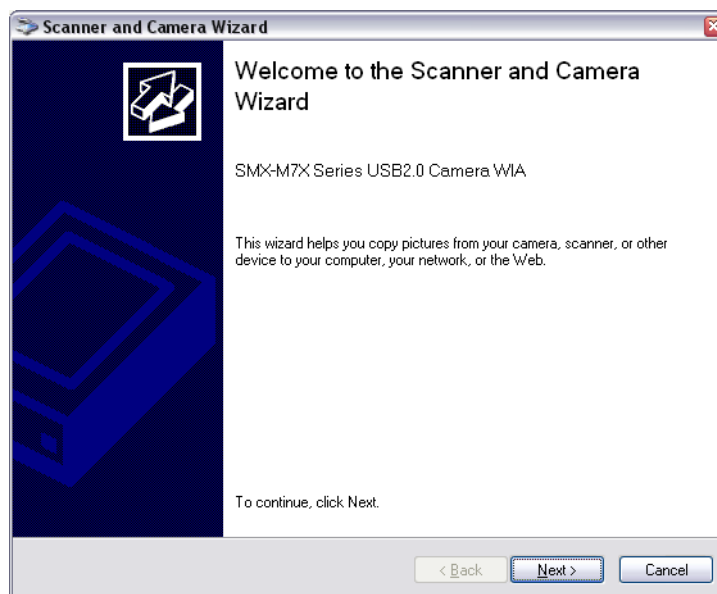 Scanner and Camera Wizard
Welcome to the Scanner and Camera
Wizard
SMX-M7X Series USB2.0 Camera WIA
This wizard helps you copy pictures from your camera, scanner, or other
device to your computer, your network, or the Web.
To continue, click Next.
< Back Next > Cancel